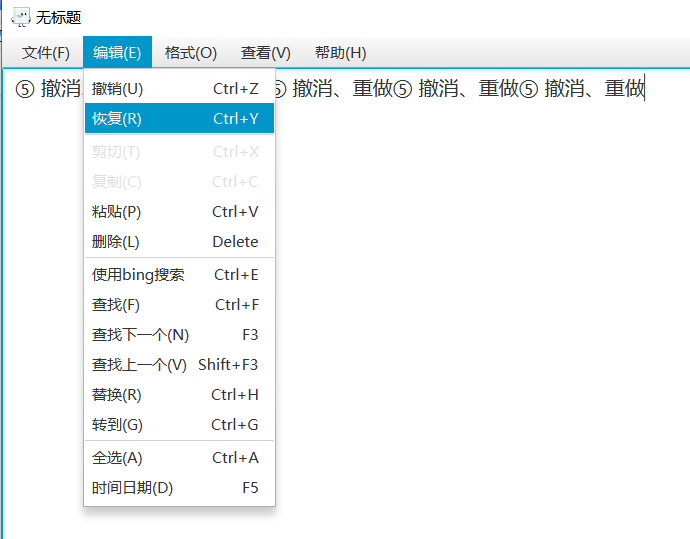 无标题
文件(F) 编辑(E) 格式(O) 查看(V) 帮助(H)
⑤ 撤消 撤消、重做⑤ 撤消、重做⑤ 撤消、重做
撤销(U) Ctrl+Z
恢复(R) Ctrl+Y
剪切(T) Ctrl+X
复制(C) Ctrl+C
粘贴(P) Ctrl+V
删除(L) Delete
使用bing搜索 Ctrl+E
查找(F) Ctrl+F
查找下一个(N) F3
查找上一个(V) Shift+F3
替换(R) Ctrl+H
转到(G) Ctrl+G
全选(A) Ctrl+A
时间日期(D) F5